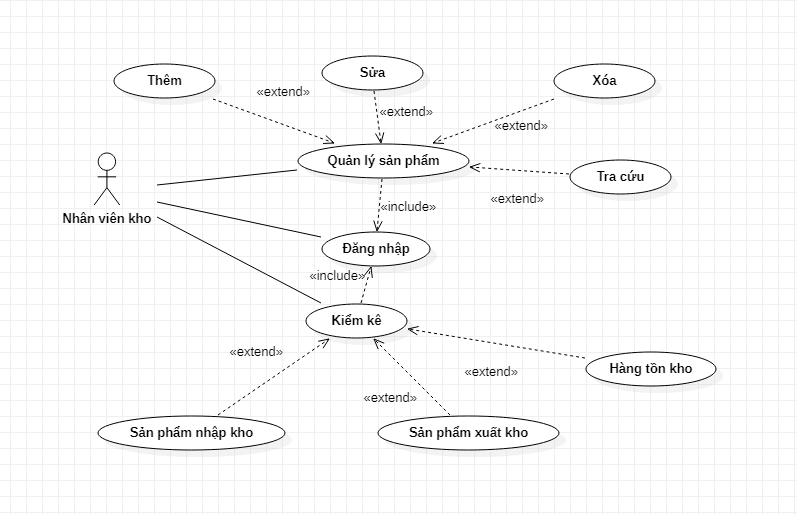 Thêm
Sửa
Xóa
«extend»
«extend»
«extend»
Quản lý sản phẩm
Tra cứu
«extend»
Nhân viên kho
«include»
Đăng nhập
«include»
Kiểm kê
«extend»
Hàng tồn kho
«extend»
«extend»
Sản phẩm nhập kho
Sản phẩm xuất kho